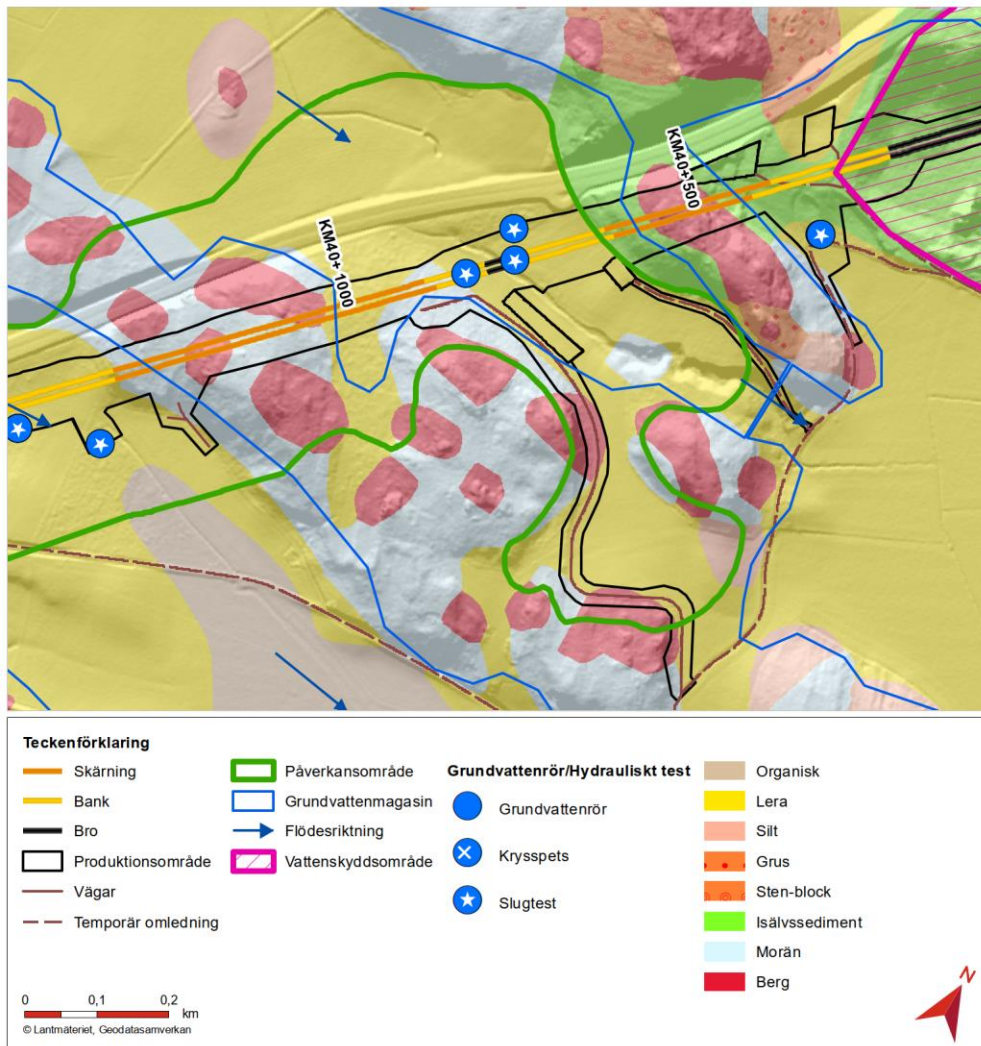 KM40+ 500
KM40+ 1000
Teckenförklaring
Skärning
Bank
Bro
Produktionsområde
Vägar
Temporär omledning
Påverkansområde
Grundvattenmagasin
Flödesriktning
Vattenskyddsområde
Grundvattenrör/Hydrauliskt test
Grundvattenrör
Krysspets
Slugtest
Organisk
Lera
Silt
Grus
Sten-block
Isälvssediment
Morän
Berg
0 0,1 0,2
km
© Lantmäteriet, Geodatasamverkan
N